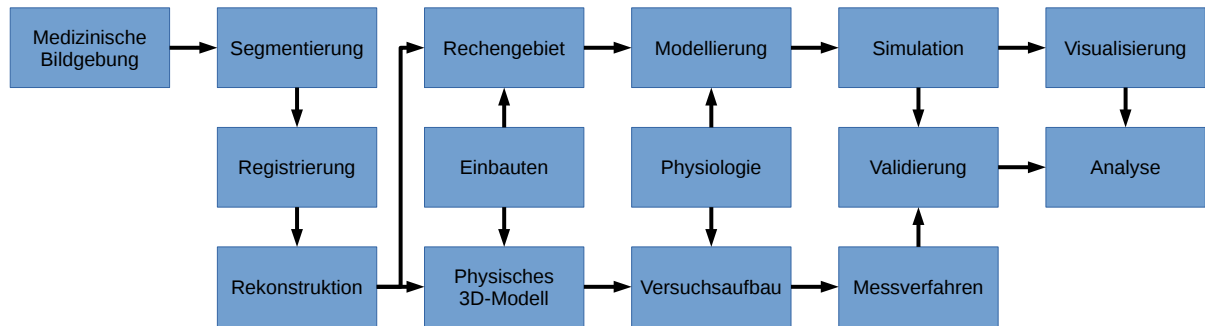 Medizinische
Bildgebung
Segmentierung
Rechengebiet
Modellierung
Simulation
Visualisierung
Registrierung
Einbauten
Physiologie
Validierung
Analyse
Rekonstruktion
Physisches
3D-Modell
Versuchsaufbau
Messverfahren